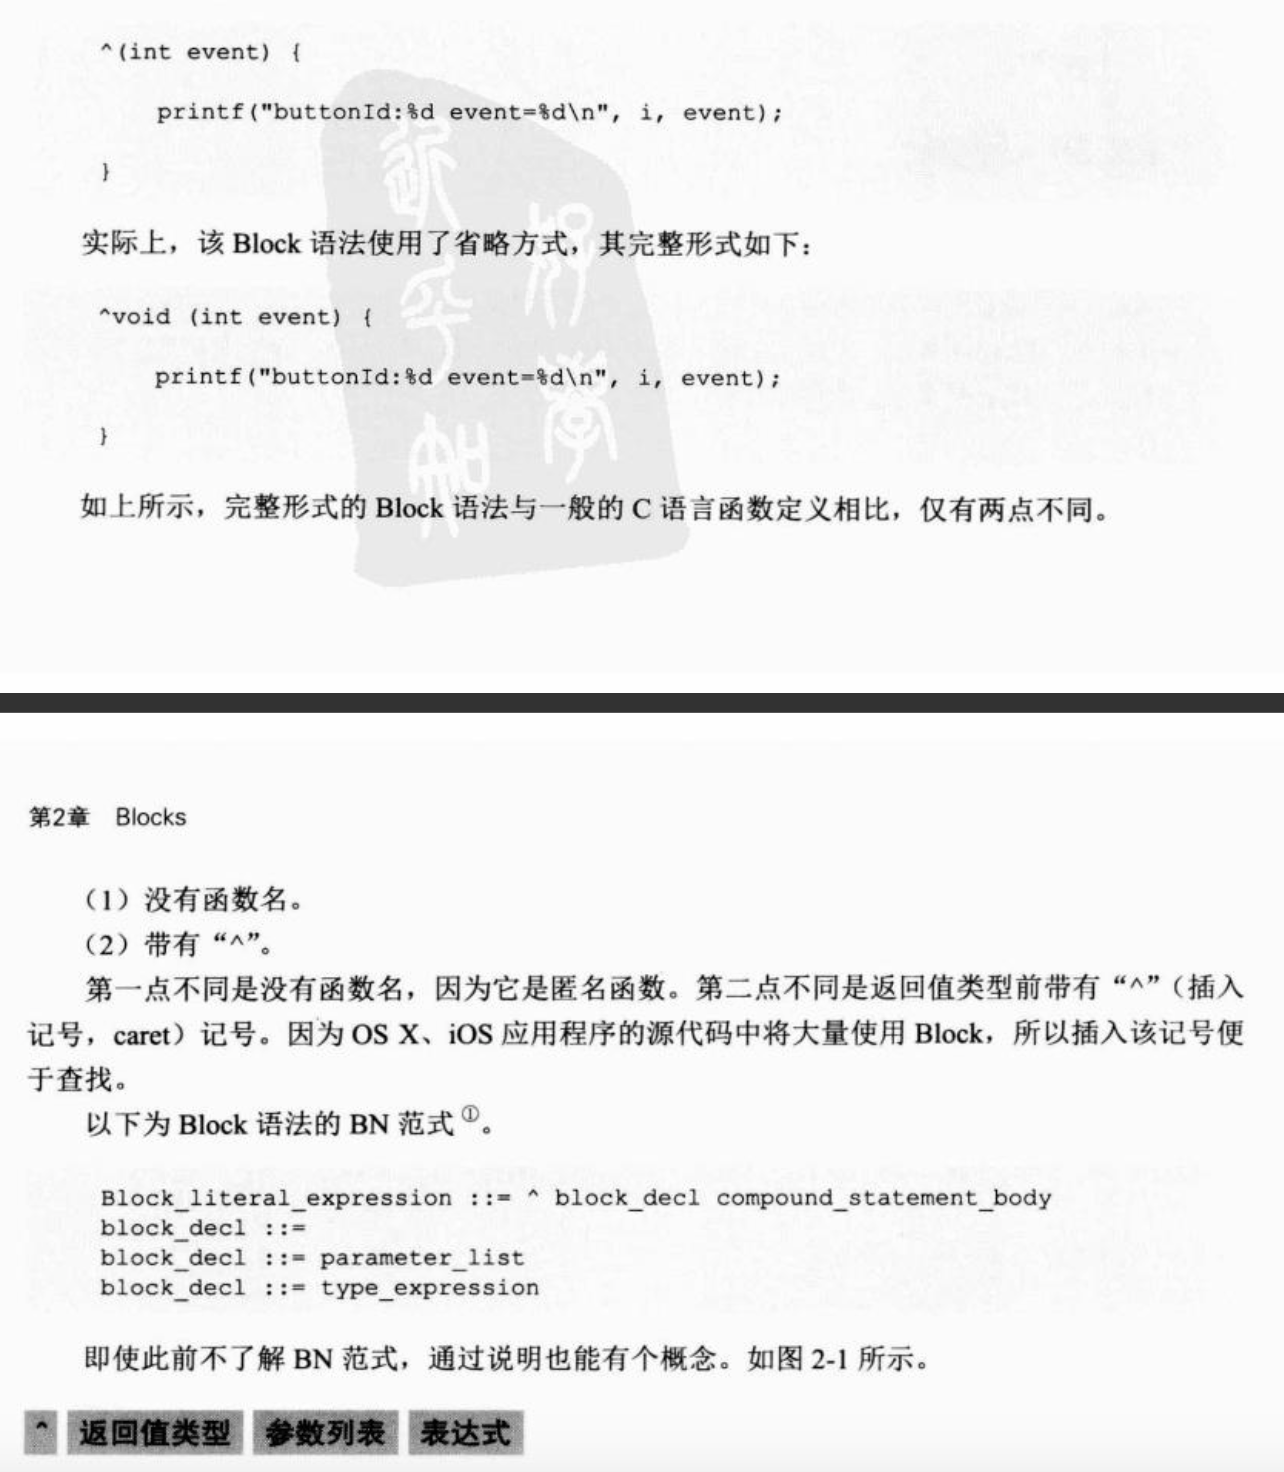 ^(int event) {
printf("buttonId:%d event=%d\n", i, event);
}
实际上，该 Block 语法使用了省略方式，其完整形式如下：
^void (int event) {
printf("buttonId:%d event=%d\n", i, event);
}
如上所示，完整形式的 Block 语法与一般的 C 语言函数定义相比，仅有两点不同。
第2章 Blocks
（1）没有函数名。
（2）带有“^”。
第一点不同是没有函数名，因为它是匿名函数。第二点不同是返回值类型前带有“^”（插入
记号，caret）记号。因为 OS X、iOS 应用程序的源代码中将大量使用 Block，所以插入该记号便
于查找。
以下为 Block 语法的 BN 范式①。
Block_literal_expression ::= ^ block_decl compound_statement_body
block_decl ::=
block_decl ::= parameter_list
block_decl ::= type_expression
即使此前不了解 BN 范式，通过说明也能有个概念。如图 2-1 所示。
^ 返回值类型 参数列表 表达式